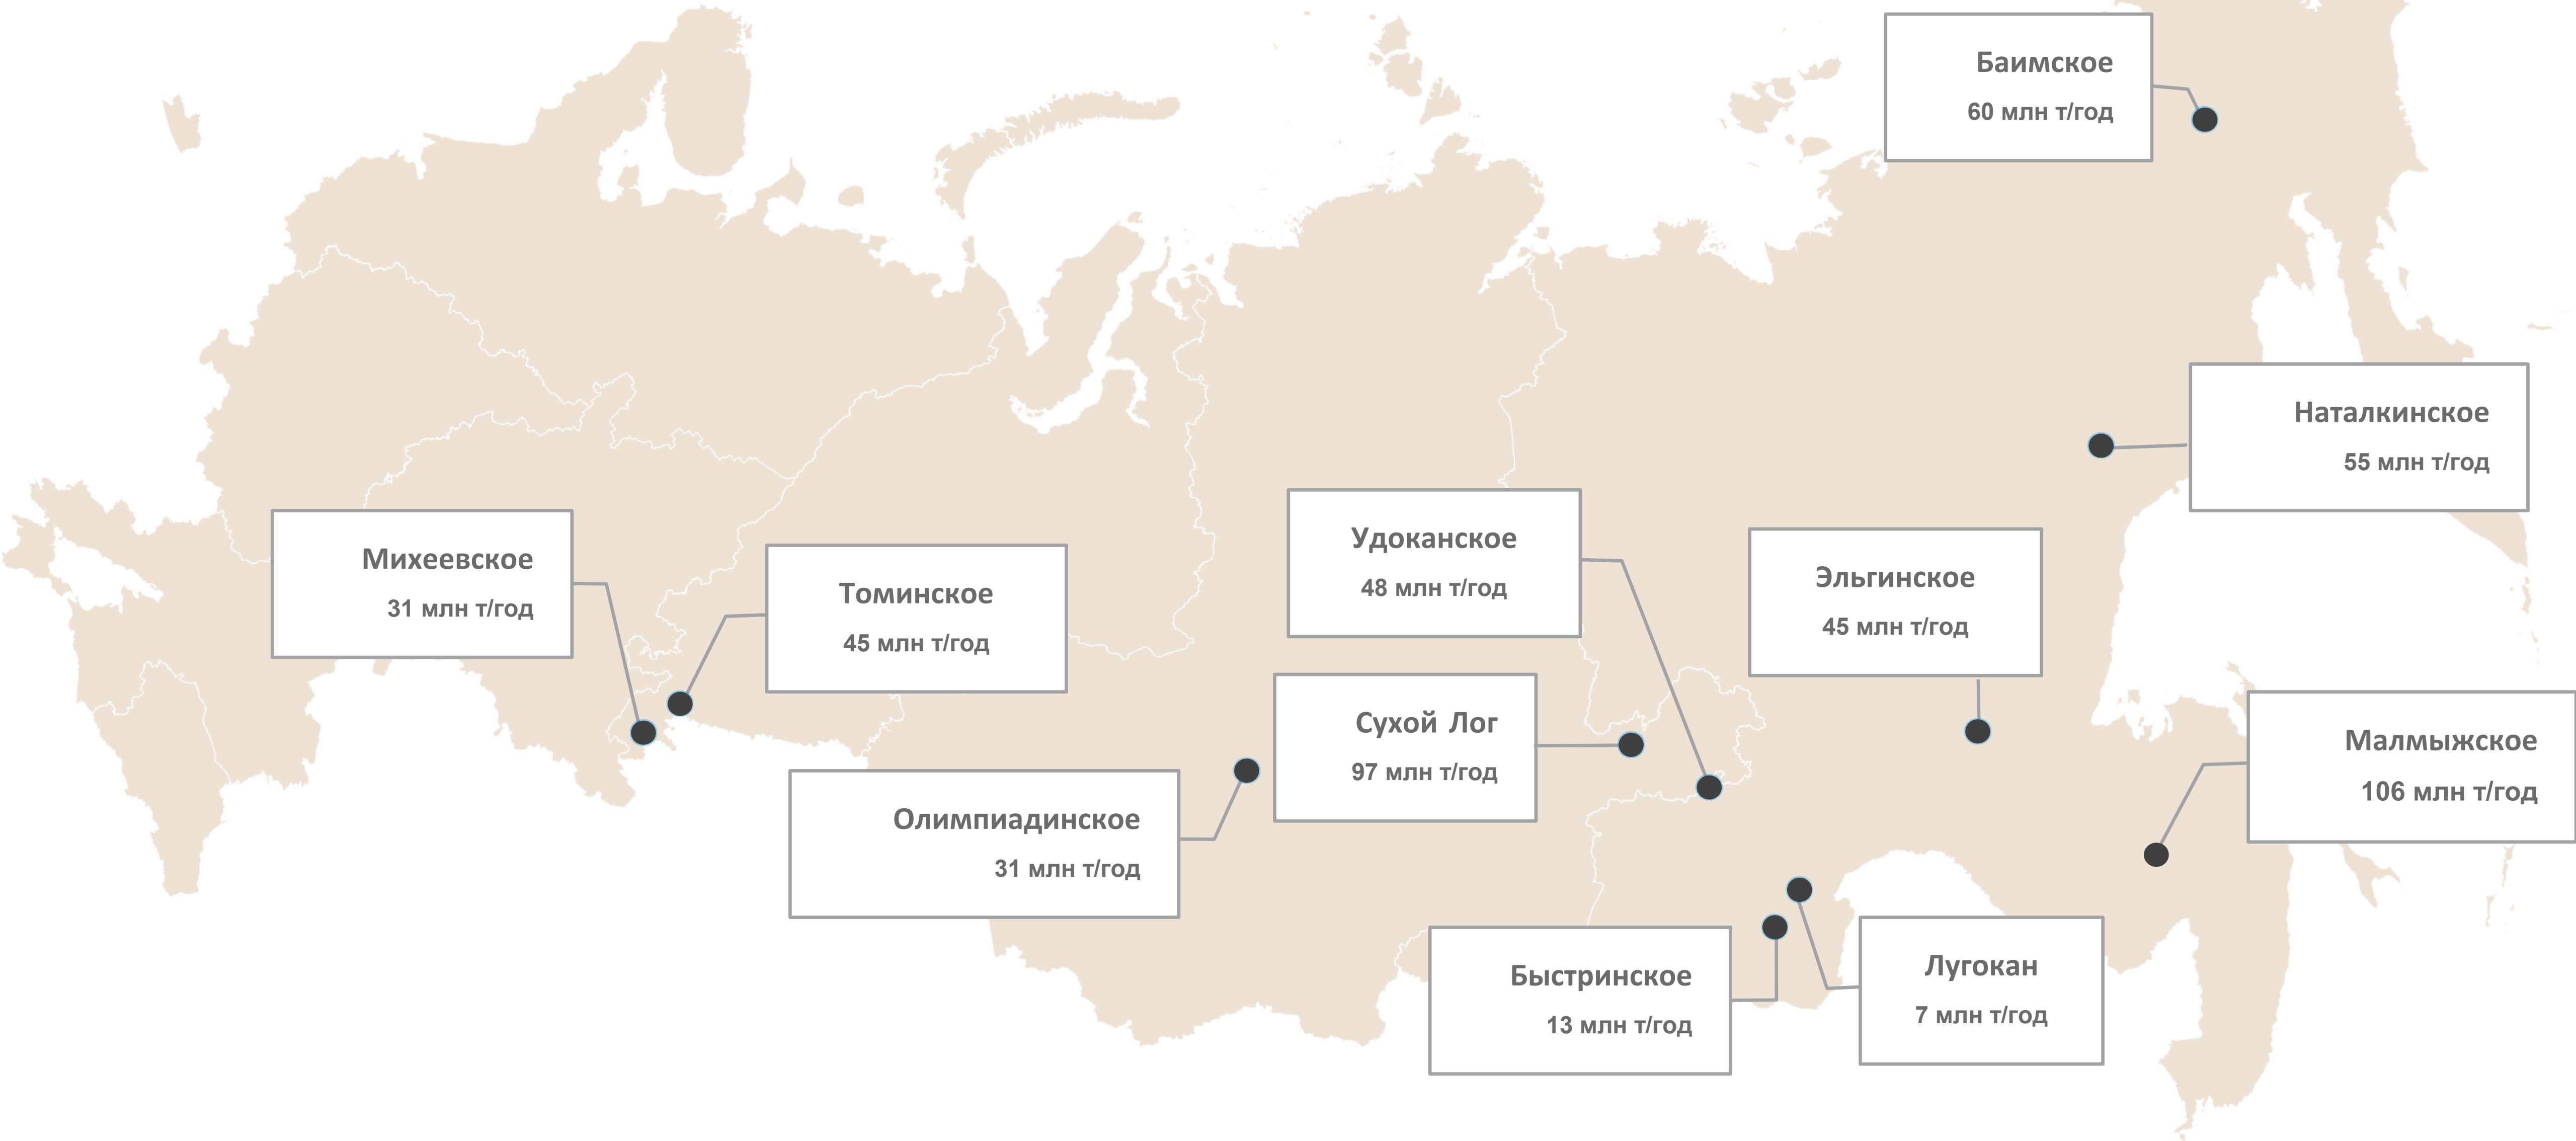 Баимское
60 млн т/год
Наталкинское
55 млн т/год
Удоканское
48 млн т/год
Михеевское
31 млн т/год
Эльгинское
45 млн т/год
Томинское
45 млн т/год
Сухой Лог
97 млн т/год
Малмыжское
106 млн т/год
Олимпиадинское
31 млн т/год
Лугокан
7 млн т/год
Быстринское
13 млн т/год